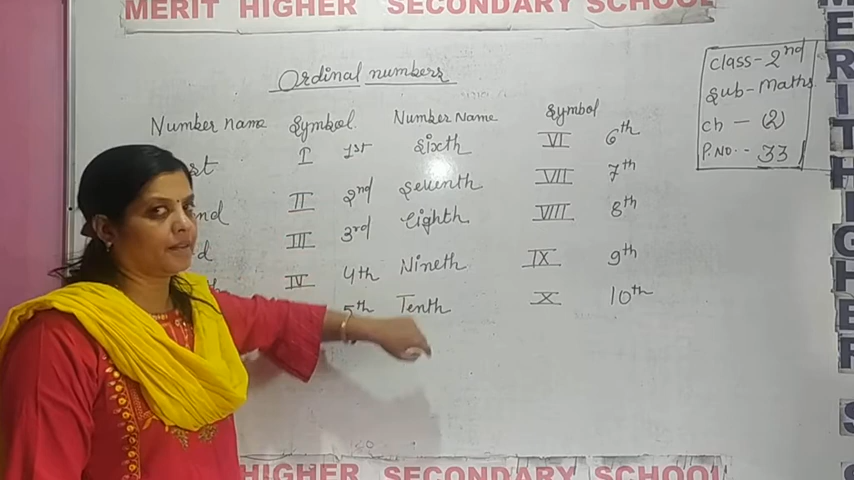 MERIT HIGHER SECONDARY SCHOOL
Ordinal numbers
Class-2nd
Sub-Maths
Ch - (2)
P.NO.- 33
Number name Symbol Number Name Symbol
st I 1st Sixth VI 6th
nd II 2nd Seventh VII 7th
d III 3rd Eighth VIII 8th
IV 4th Nineth IX 9th
5th Tenth X 10th
HIGHER SECONDARY SCHOOL
MERIT HIGHER S